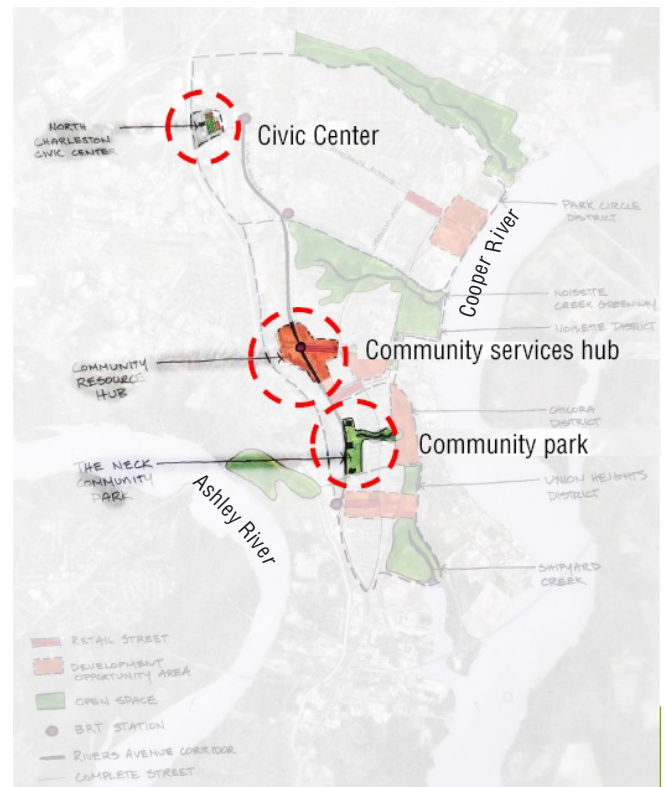 NORTH
CHARLESTON
CIVIC CENTER
Civic Center
PARK CIRCLE
DISTRICT
Cooper River
NOISETTE
CREEK GREENWAY
NOISETTE DISTRICT
Community services hub
COMMUNITY
RESOURCE
HUB
CHICORA
DISTRICT
Community park
THE NECK
COMMUNITY
PARK
Ashley River
UNION HEIGHTS
DISTRICT
SHIPYARD
CREEK
RETAIL STREET
DEVELOPMENT
OPPORTUNITY AREA
OPEN SPACE
BRT STATION
RIVERS AVENUE CORRIDOR
COMPLETE STREET